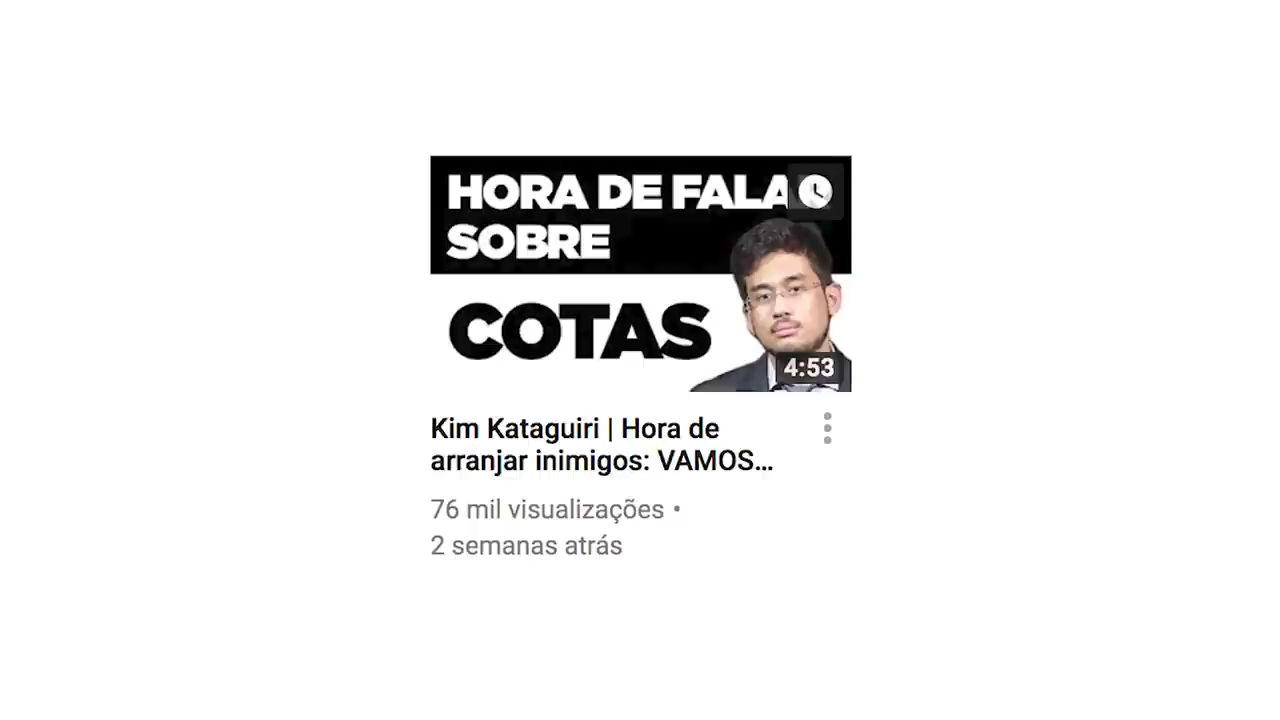 HORA DE FALAR
SOBRE
COTAS
4:53
Kim Kataguiri | Hora de
arranjar inimigos: VAMOS...
76 mil visualizações •
2 semanas atrás